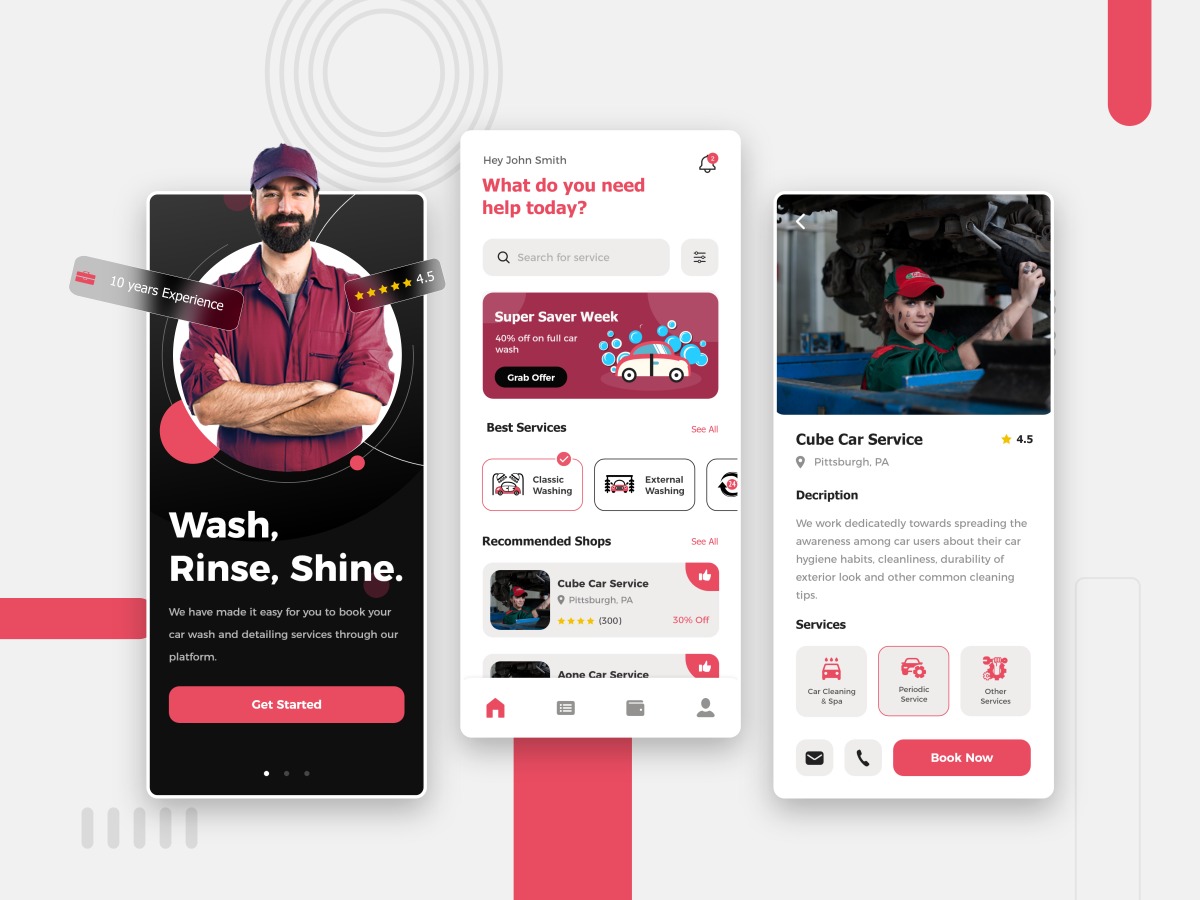 10 years Experience
4.5
Wash,
Rinse, Shine.
We have made it easy for you to book your
car wash and detailing services through our
platform.
Get Started
Hey John Smith
2
What do you need
help today?
Search for service
Super Saver Week
40% off on full car
wash
Grab Offer
Best Services
See All
Classic
Washing
External
Washing
24
Recommended Shops
See All
Cube Car Service
Pittsburgh, PA
(300)
30% Off
Aone Car Service
Cube Car Service
4.5
Pittsburgh, PA
Decription
We work dedicatedly towards spreading the
awareness among car users about their car
hygiene habits, cleanliness, durability of
exterior look and other common cleaning
tips.
Services
Car Cleaning
& Spa
Periodic
Service
Other
Services
Book Now